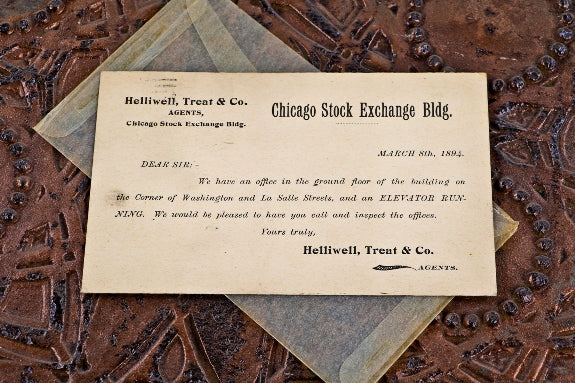 Helliwell, Treat & Co.
AGENTS,
Chicago Stock Exchange Bldg.
Chicago Stock Exchange Bldg.
MARCH 8th, 1894.
DEAR SIR: -
We have an office in the ground floor of the building on
the Corner of Washington and La Salle Streets, and an ELEVATOR RUN-
NING. We would be pleased to have you call and inspect the offices.
Yours truly,
Helliwell, Treat & Co.
AGENTS.